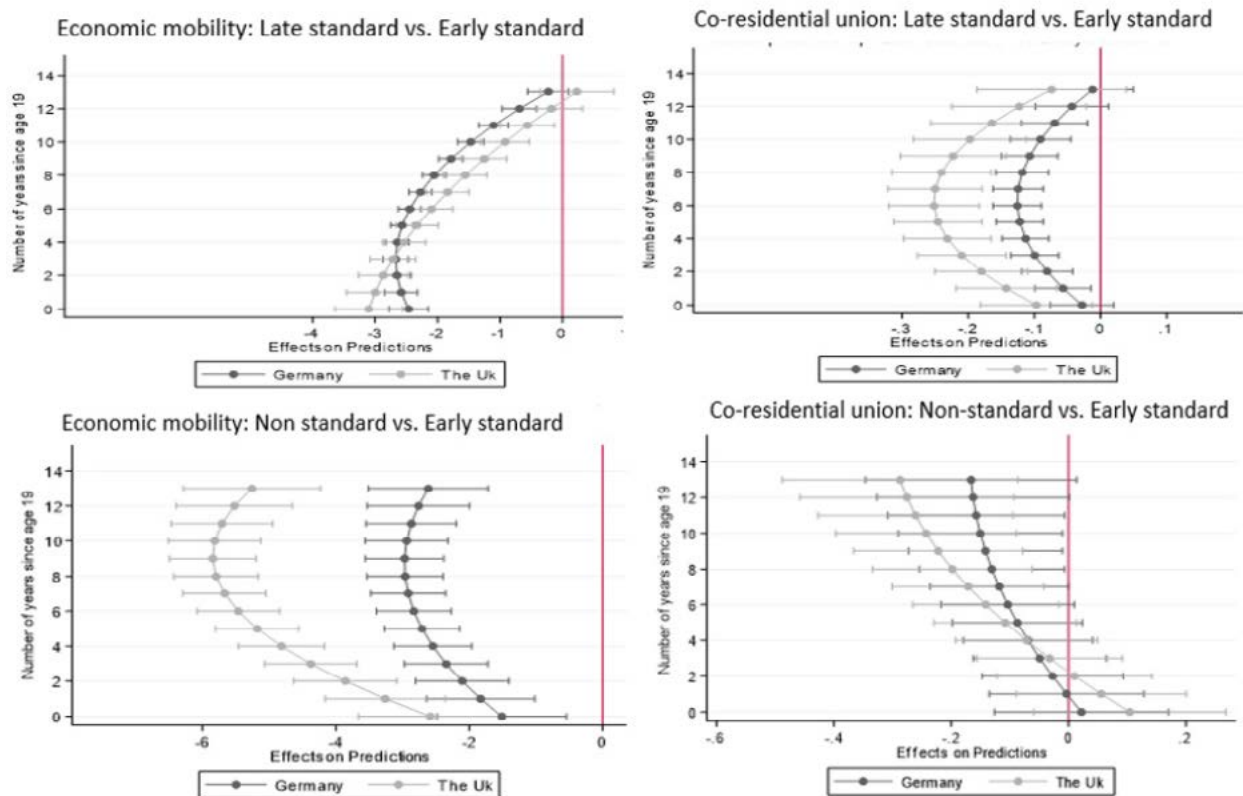 Economic mobility: Late standard vs. Early standard
Number of years since age 19
14
12
10
8
6
4
2
0
-4 -3 -2 -1 0 1
Effects on Predictions
Germany The Uk
Co-residential union: Late standard vs. Early standard
Number of years since age 19
14
12
10
8
6
4
2
0
-.3 -.2 -.1 0 .1
Effects on Predictions
Germany The Uk
Economic mobility: Non standard vs. Early standard
Number of years since age 19
14
12
10
8
6
4
2
0
-6 -4 -2 0
Effects on Predictions
Germany The Uk
Co-residential union: Non-standard vs. Early standard
Number of years since age 19
14
12
10
8
6
4
2
0
-.6 -.4 -.2 0 .2
Effects on Predictions
Germany The Uk